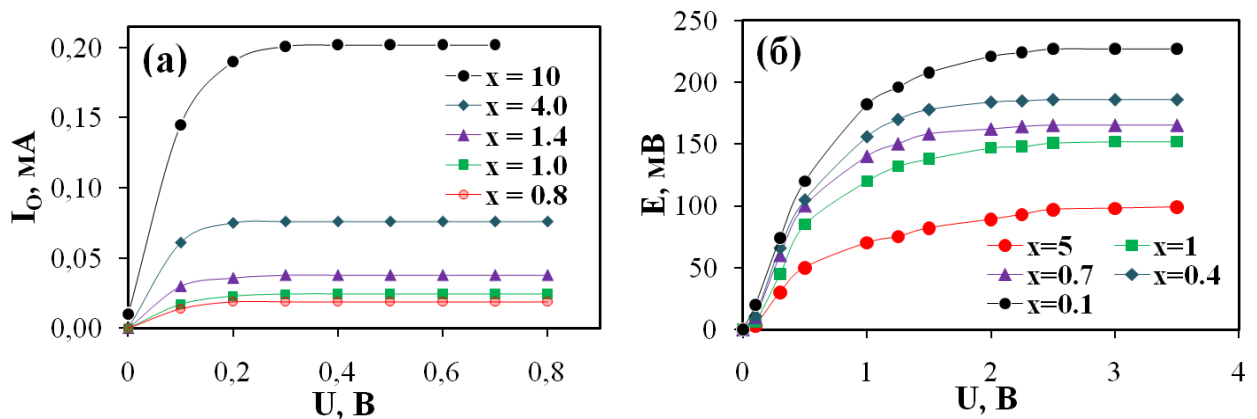 (а)
I_O, мА
0,20
0,15
0,10
0,05
0,00
x = 10
x = 4.0
x = 1.4
x = 1.0
x = 0.8
0 0,2 0,4 0,6 0,8
U, В
(б)
E, мВ
250
200
150
100
50
0
x=5 x=1
x=0.7 x=0.4
x=0.1
0 1 2 3 4
U, В